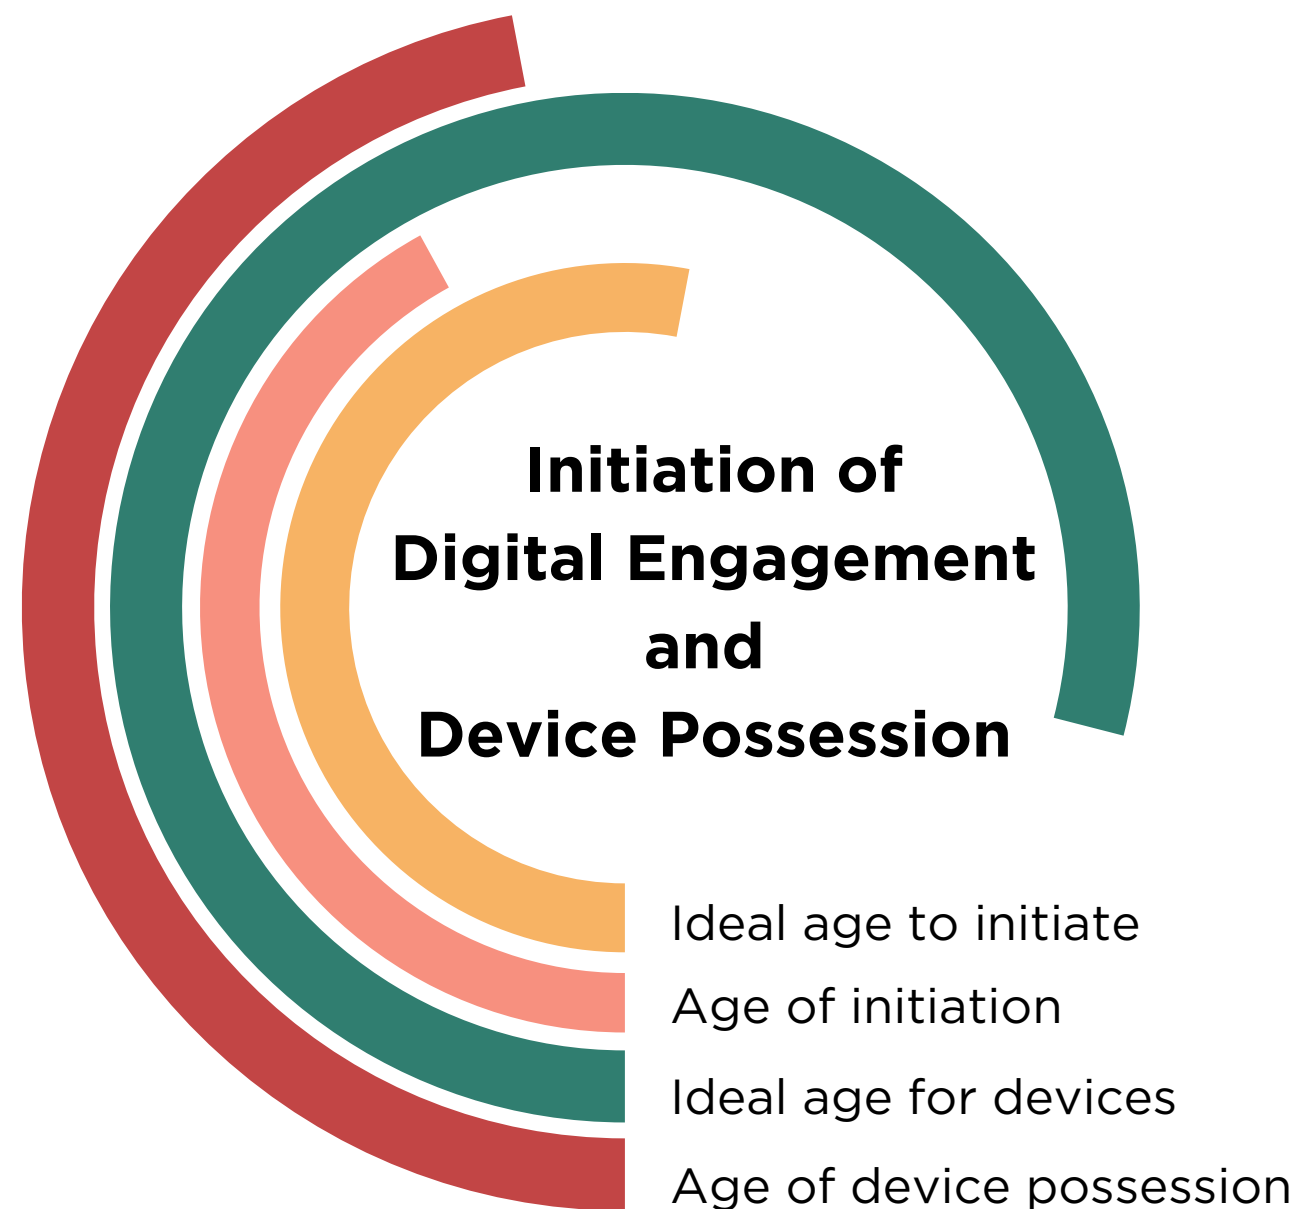 Initiation of
Digital Engagement
and
Device Possession
Ideal age to initiate
Age of initiation
Ideal age for devices
Age of device possession